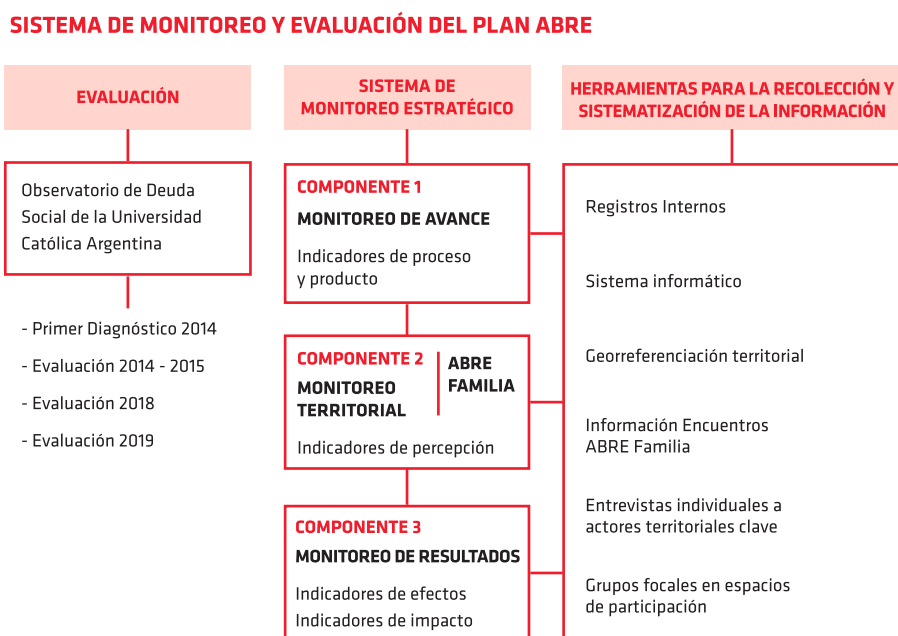 SISTEMA DE MONITOREO Y EVALUACIÓN DEL PLAN ABRE
EVALUACIÓN
Observatorio de Deuda
Social de la Universidad
Católica Argentina
- Primer Diagnóstico 2014
- Evaluación 2014 - 2015
- Evaluación 2018
- Evaluación 2019
SISTEMA DE
MONITOREO ESTRATÉGICO
COMPONENTE 1
MONITOREO DE AVANCE
Indicadores de proceso
y producto
COMPONENTE 2
MONITOREO
TERRITORIAL
ABRE
FAMILIA
Indicadores de percepción
COMPONENTE 3
MONITOREO DE RESULTADOS
Indicadores de efectos
Indicadores de impacto
HERRAMIENTAS PARA LA RECOLECCIÓN Y
SISTEMATIZACIÓN DE LA INFORMACIÓN
Registros Internos
Sistema informático
Georreferenciación territorial
Información Encuentros
ABRE Familia
Entrevistas individuales a
actores territoriales clave
Grupos focales en espacios
de participación